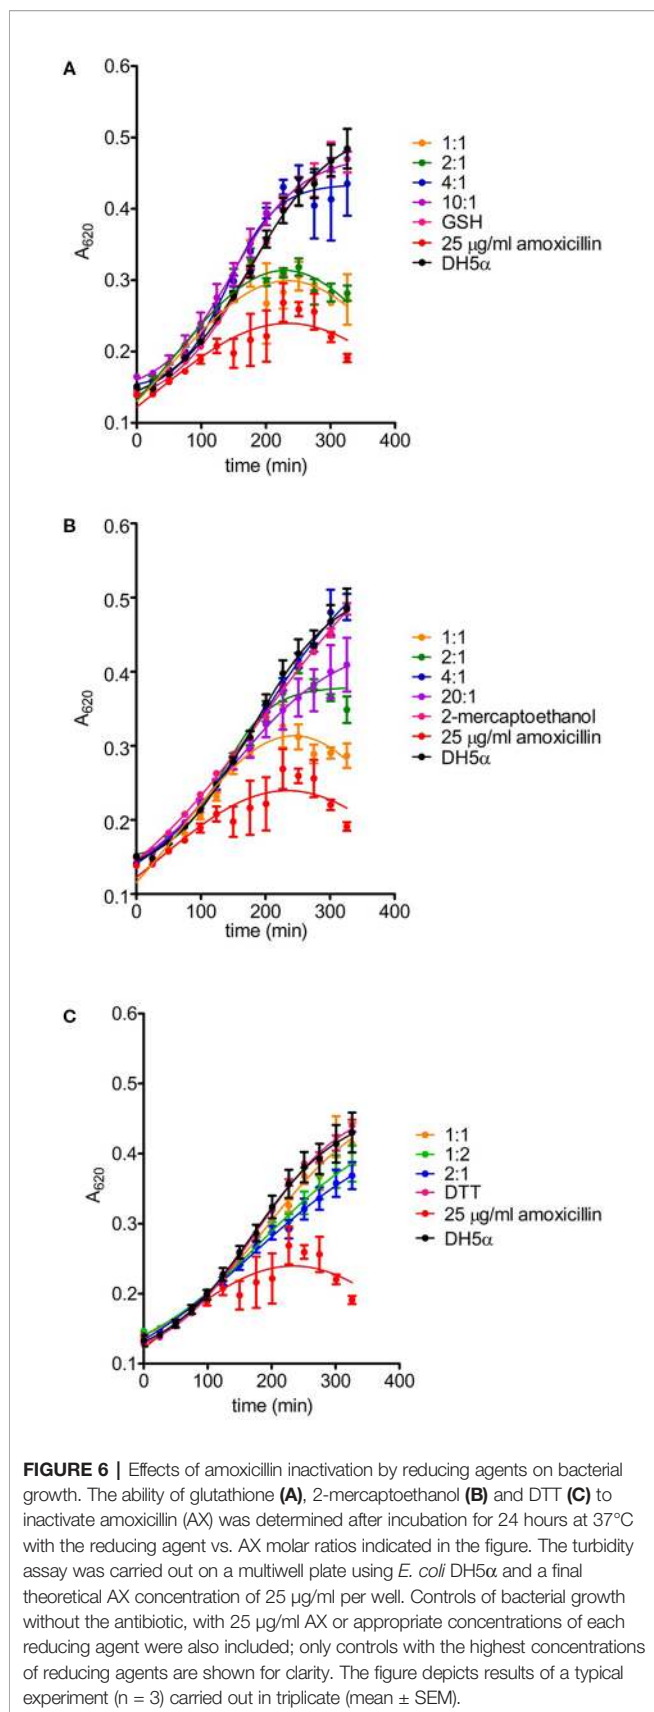 A
0.6
0.5
0.4
0.3
0.2
0.1
A620
0 100 200 300 400
time (min)
1:1
2:1
4:1
10:1
GSH
25 µg/ml amoxicillin
DH5α
B
0.6
0.5
0.4
0.3
0.2
0.1
A620
0 100 200 300 400
time (min)
1:1
2:1
4:1
20:1
2-mercaptoethanol
25 µg/ml amoxicillin
DH5α
C
0.6
0.5
0.4
0.3
0.2
0.1
A620
0 100 200 300 400
time (min)
1:1
1:2
2:1
DTT
25 µg/ml amoxicillin
DH5α
FIGURE 6 | Effects of amoxicillin inactivation by reducing agents on bacterial
growth. The ability of glutathione (A), 2-mercaptoethanol (B) and DTT (C) to
inactivate amoxicillin (AX) was determined after incubation for 24 hours at 37°C
with the reducing agent vs. AX molar ratios indicated in the figure. The turbidity
assay was carried out on a multiwell plate using E. coli DH5α and a final
theoretical AX concentration of 25 µg/ml per well. Controls of bacterial growth
without the antibiotic, with 25 µg/ml AX or appropriate concentrations of each
reducing agent were also included; only controls with the highest concentrations
of reducing agents are shown for clarity. The figure depicts results of a typical
experiment (n = 3) carried out in triplicate (mean ± SEM).